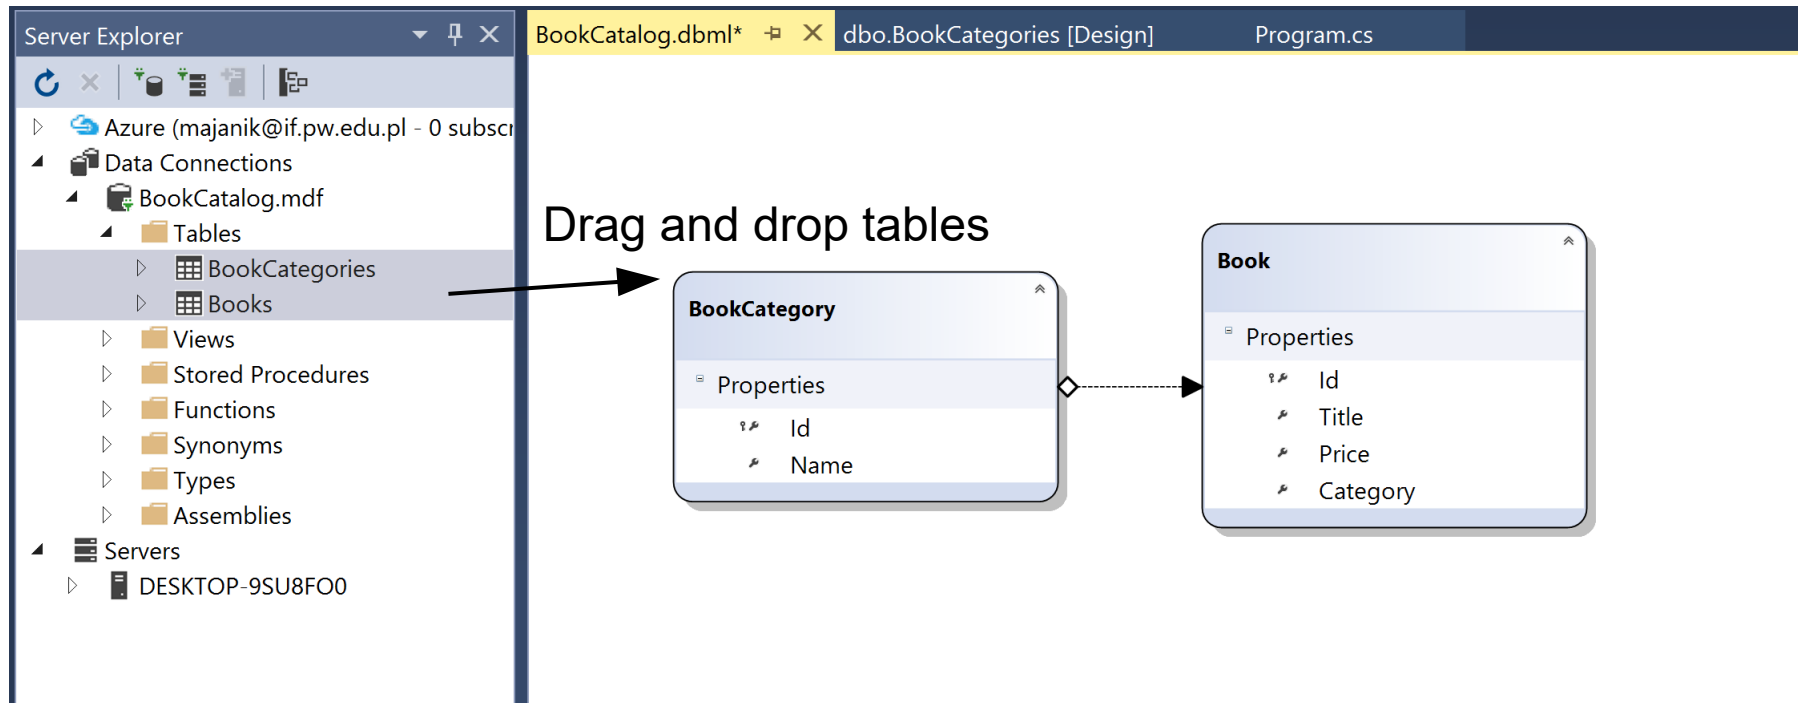 Server Explorer
BookCatalog.dbml*
dbo.BookCategories [Design]
Program.cs
Azure (majanik@if.pw.edu.pl - 0 subscr
Data Connections
BookCatalog.mdf
Tables
BookCategories
Books
Views
Stored Procedures
Functions
Synonyms
Types
Assemblies
Servers
DESKTOP-9SU8FO0
Drag and drop tables
BookCategory
Properties
Id
Name
Book
Properties
Id
Title
Price
Category